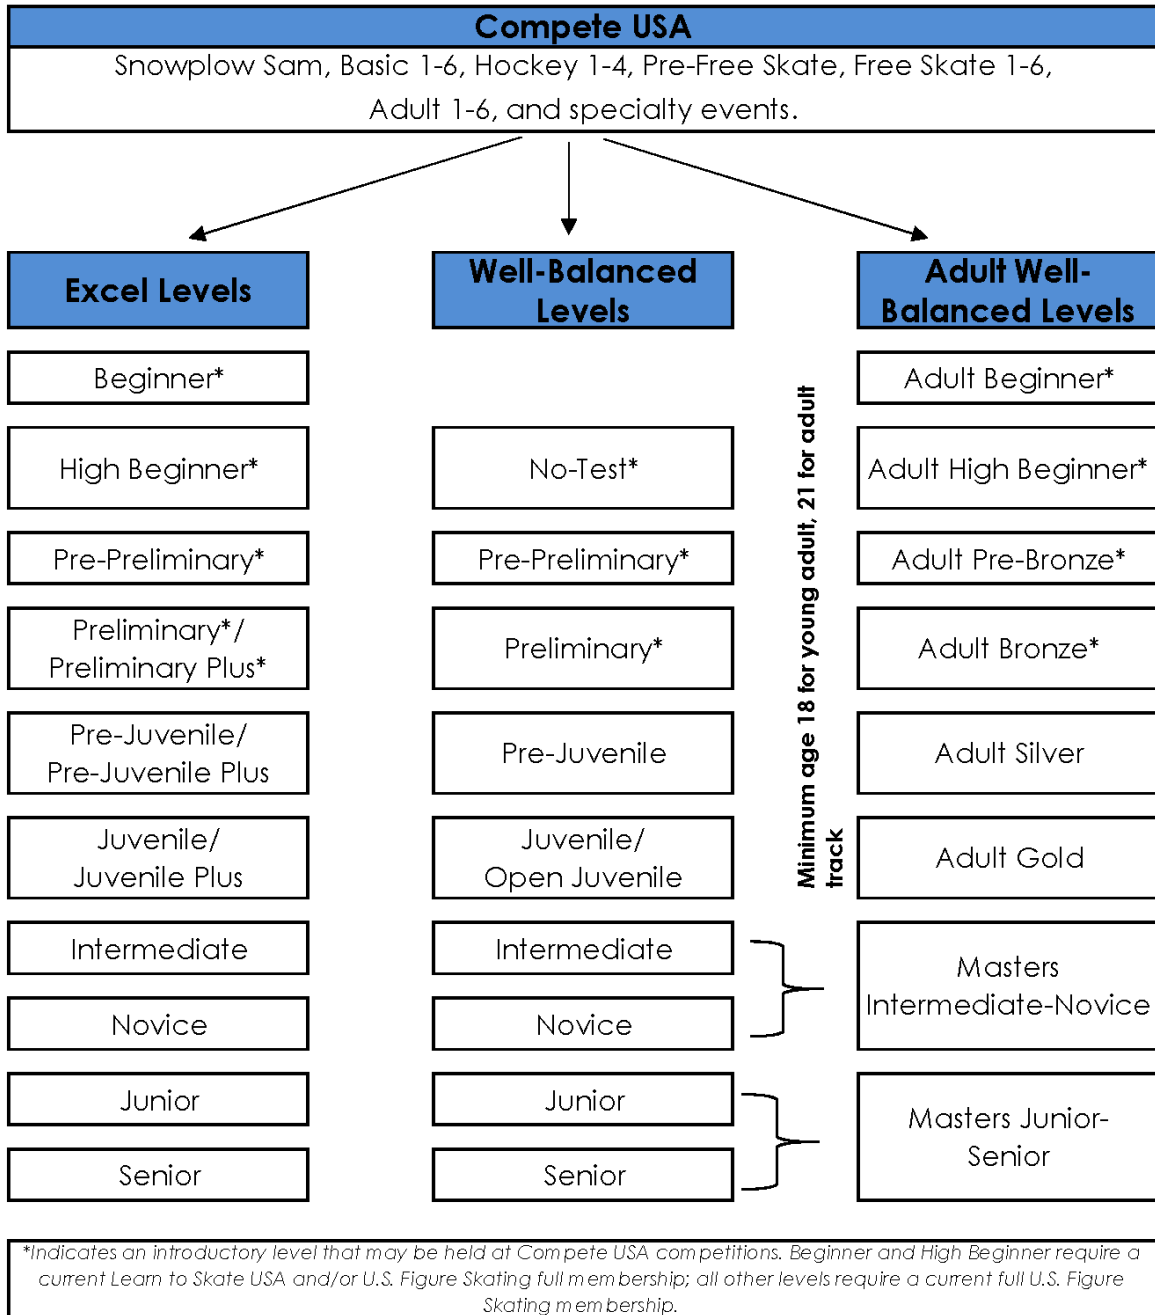 Compete USA
Snowplow Sam, Basic 1-6, Hockey 1-4, Pre-Free Skate, Free Skate 1-6,
Adult 1-6, and specialty events.
Excel Levels
Beginner*
High Beginner*
Pre-Preliminary*
Preliminary*/
Preliminary Plus*
Pre-Juvenile/
Pre-Juvenile Plus
Juvenile/
Juvenile Plus
Intermediate
Novice
Junior
Senior
Well-Balanced
Levels
No-Test*
Pre-Preliminary*
Preliminary*
Pre-Juvenile
Juvenile/
Open Juvenile
Intermediate
Novice
Junior
Senior
Minimum age 18 for young adult, 21 for adult
track
Adult Well-
Balanced Levels
Adult Beginner*
Adult High Beginner*
Adult Pre-Bronze*
Adult Bronze*
Adult Silver
Adult Gold
Masters
Intermediate-Novice
Masters Junior-
Senior
*Indicates an introductory level that may be held at Compete USA competitions. Beginner and High Beginner require a
current Learn to Skate USA and/or U.S. Figure Skating full membership; all other levels require a current full U.S. Figure
Skating membership.